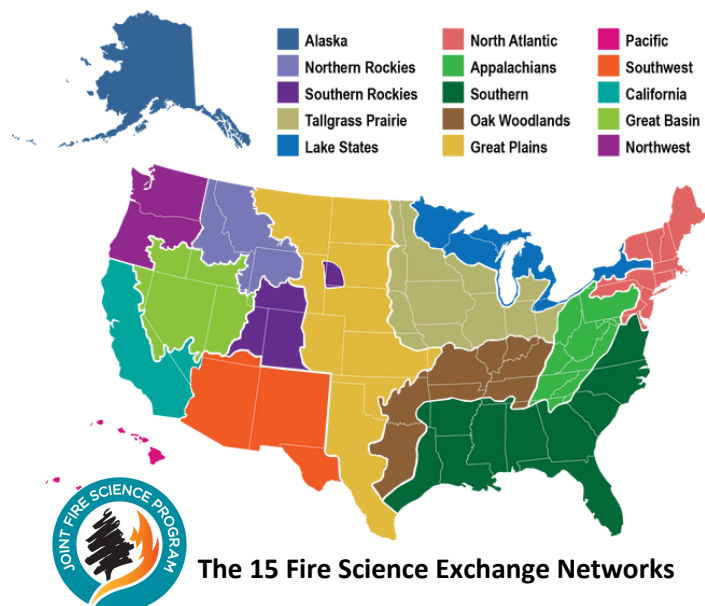 Alaska
Northern Rockies
Southern Rockies
Tallgrass Prairie
Lake States
North Atlantic
Appalachians
Southern
Oak Woodlands
Great Plains
Pacific
Southwest
California
Great Basin
Northwest
JOINT FIRE SCIENCE PROGRAM
The 15 Fire Science Exchange Networks